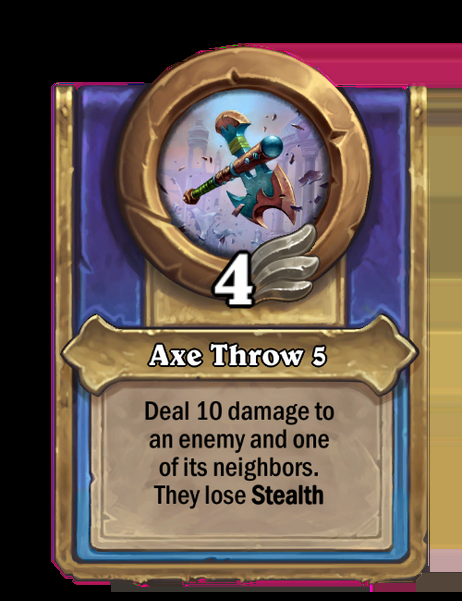 4
Axe Throw 5
Deal 10 damage to
an enemy and one
of its neighbors.
They lose Stealth